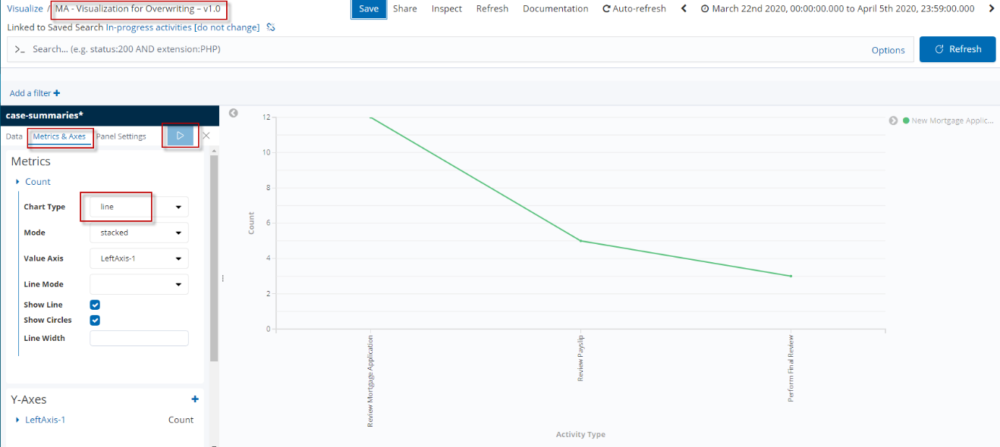 Visualize / MA - Visualization for Overwriting – v1.0 Save Share Inspect Refresh Documentation Auto-refresh March 22nd 2020, 00:00:00.000 to April 5th 2020, 23:59:00.000
Linked to Saved Search In-progress activities [do not change]
>_ Search... (e.g. status:200 AND extension:PHP) Options Refresh
Add a filter +
case-summaries*
Data Metrics & Axes Panel Settings
Metrics
Count
Chart Type line
Mode stacked
Value Axis LeftAxis-1
Line Mode
Show Line
Show Circles
Line Width
Y-Axes +
LeftAxis-1 Count
12
10
8
6
4
2
0
Count
Review Mortgage Application
Review Payslip
Perform Final Review
Activity Type
New Mortgage Applic...